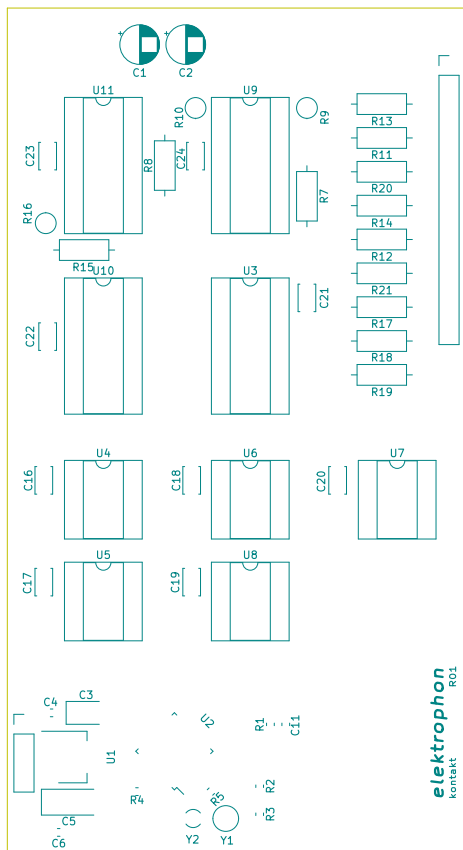 C1
C2
U11
U9
R10
R9
R13
C23
R8
C24
R11
R7
R20
R16
R14
R15
R12
U10
U3
R21
C21
C22
R17
R18
R19
U4
U6
U7
C16
C18
C20
U5
U8
C17
C19
elektrophon
kontakt
R01
C3
C4
U2
R1
C11
U1
R4
R5
R2
R3
C5
C6
Y2
Y1